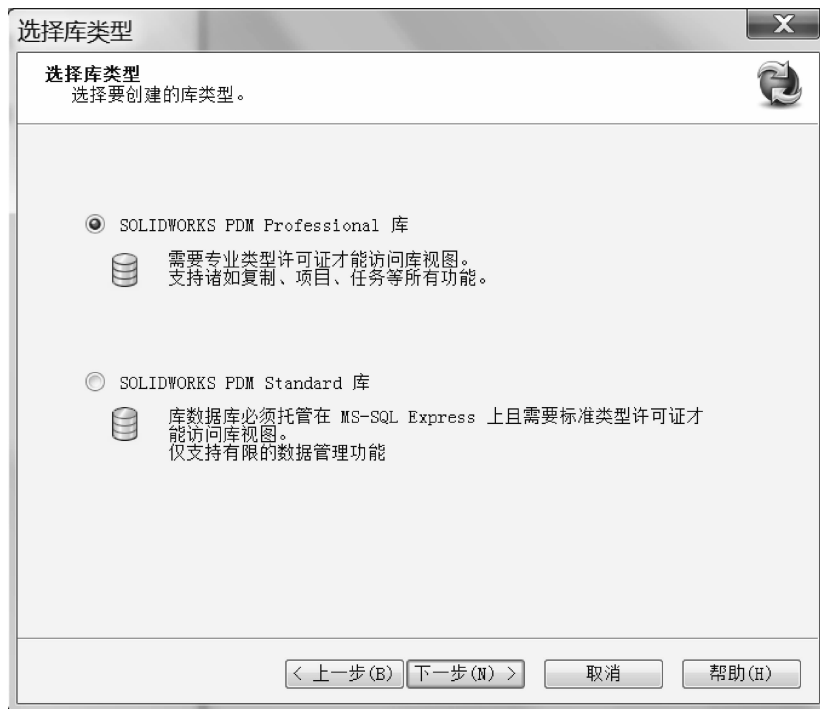 选择库类型
X
选择库类型
选择要创建的库类型。
SOLIDWORKS PDM Professional 库
需要专业类型许可证才能访问库视图。
支持诸如复制、项目、任务等所有功能。
SOLIDWORKS PDM Standard 库
库数据库必须托管在 MS-SQL Express 上且需要标准类型许可证才
能访问库视图。
仅支持有限的数据管理功能
< 上一步(B) 下一步(N) > 取消 帮助(H)